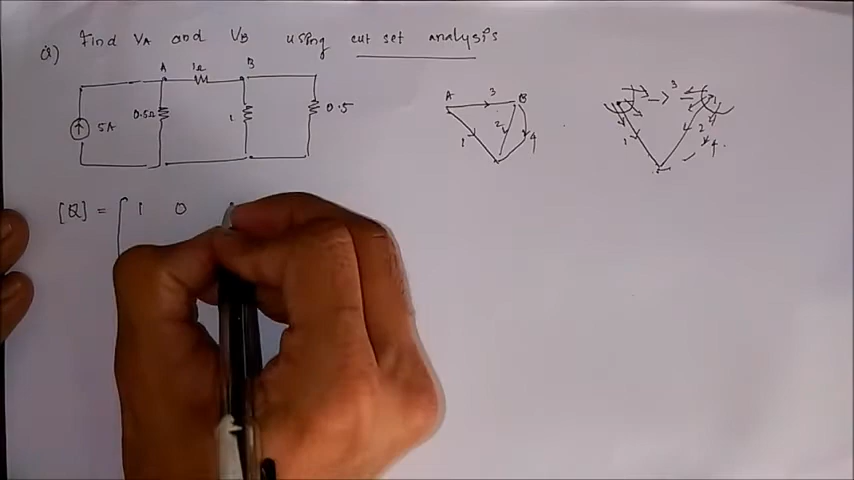 Q) Find VA and VB using cut set analysis
A 1Ω B
5A 0.5Ω 1 0.5
A 3 B
1 2 4
3
1 2 4
[Q] = [ 1 0